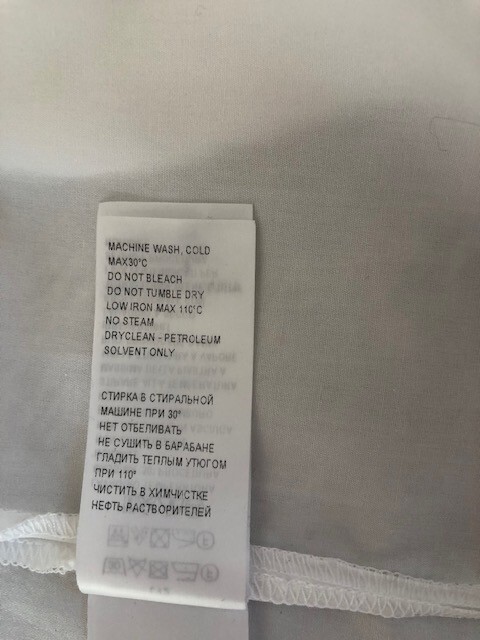 MACHINE WASH, COLD
MAX30°C
DO NOT BLEACH
DO NOT TUMBLE DRY
LOW IRON MAX 110°C
NO STEAM
DRYCLEAN - PETROLEUM
SOLVENT ONLY
СТИРКА В СТИРАЛЬНОЙ
МАШИНЕ ПРИ 30°
НЕТ ОТБЕЛИВАТЬ
НЕ СУШИТЬ В БАРАБАНЕ
ГЛАДИТЬ ТЕПЛЫМ УТЮГОМ
ПРИ 110°
ЧИСТИТЬ В ХИМЧИСТКЕ
НЕФТЬ РАСТВОРИТЕЛЕЙ